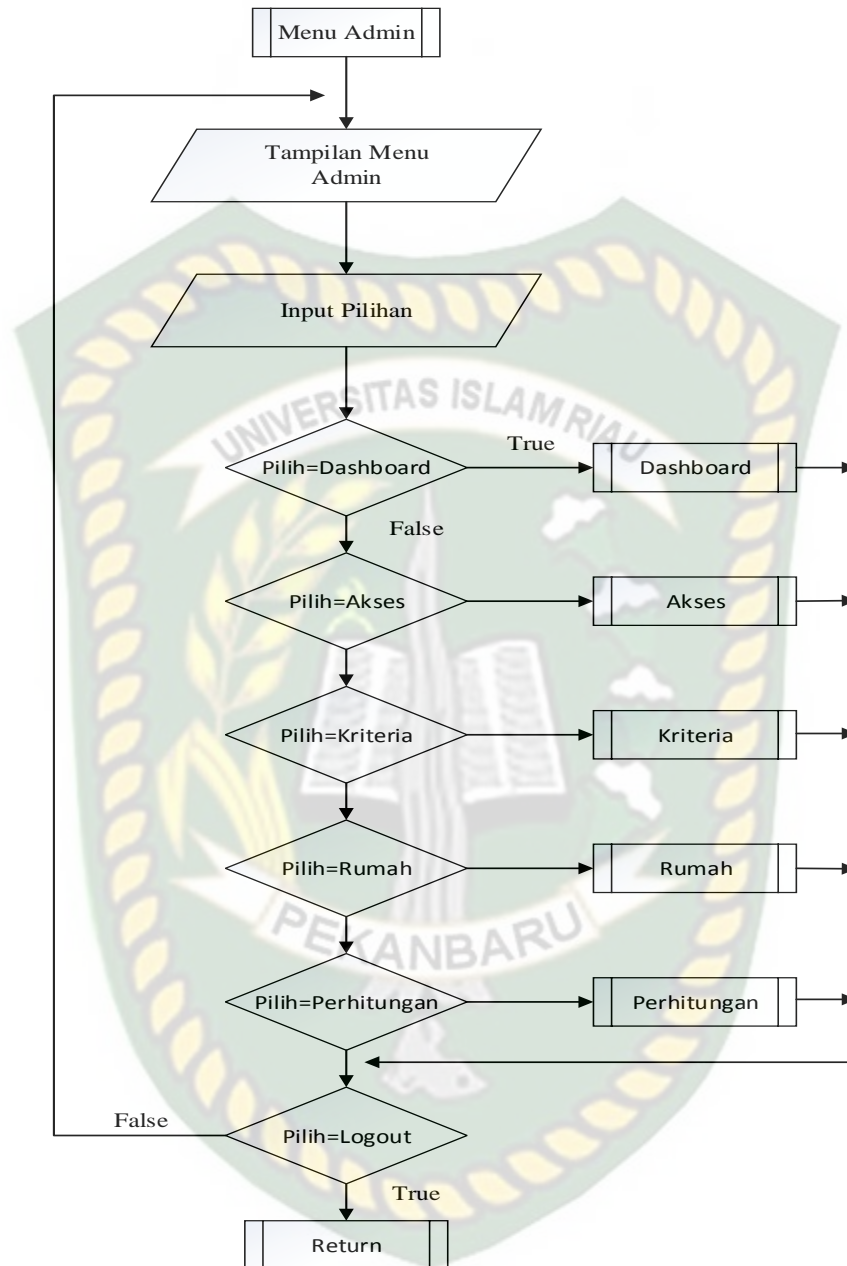 Menu Admin
Tampilan Menu
Admin
Input Pilihan
UNIVERSITAS ISLAM RIAU
Pilih=Dashboard
True
Dashboard
False
Pilih=Akses
Akses
Pilih=Kriteria
Kriteria
Pilih=Rumah
Rumah
PEKANBARU
Pilih=Perhitungan
Perhitungan
False
Pilih=Logout
True
Return